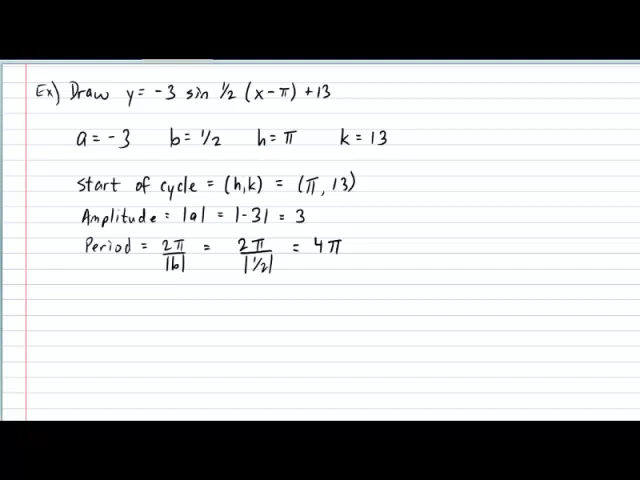 Ex) Draw y = -3 sin 1/2 (x - π) + 13
a = -3 b = 1/2 h = π k = 13
Start of cycle = (h,k) = (π, 13)
Amplitude = |a| = |-3| = 3
Period = 2π/|b| = 2π/|1/2| = 4π